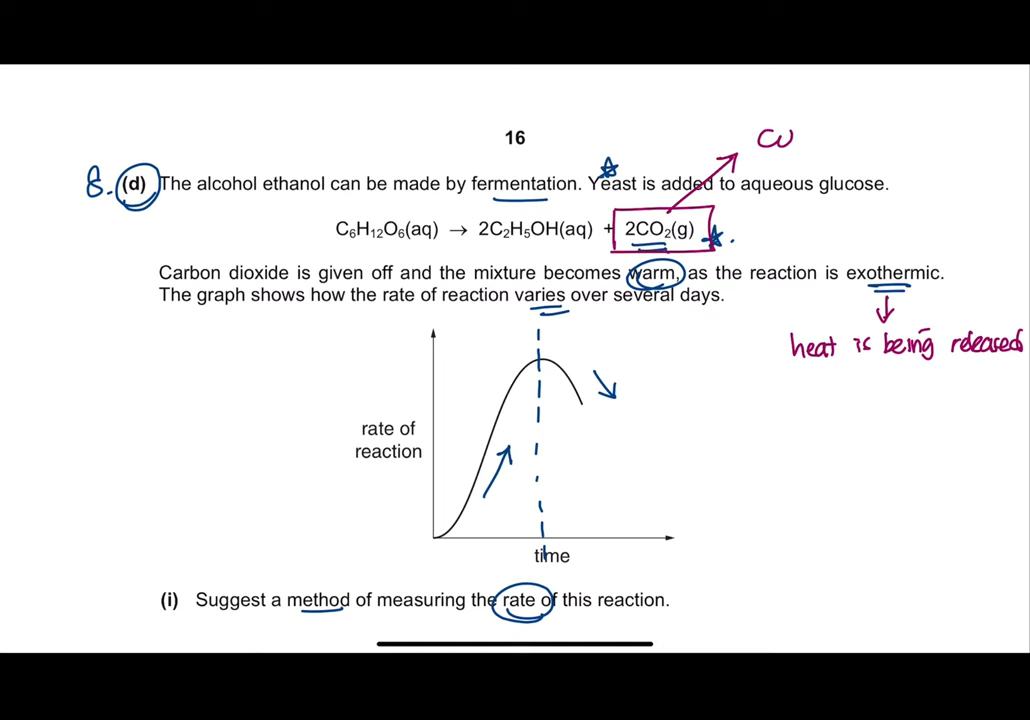 16
8. (d) The alcohol ethanol can be made by fermentation. Yeast is added to aqueous glucose.
C₆H₁₂O₆(aq) → 2C₂H₅OH(aq) + 2CO₂(g)
Carbon dioxide is given off and the mixture becomes warm, as the reaction is exothermic.
The graph shows how the rate of reaction varies over several days.
heat is being released
rate of
reaction
time
(i) Suggest a method of measuring the rate of this reaction.